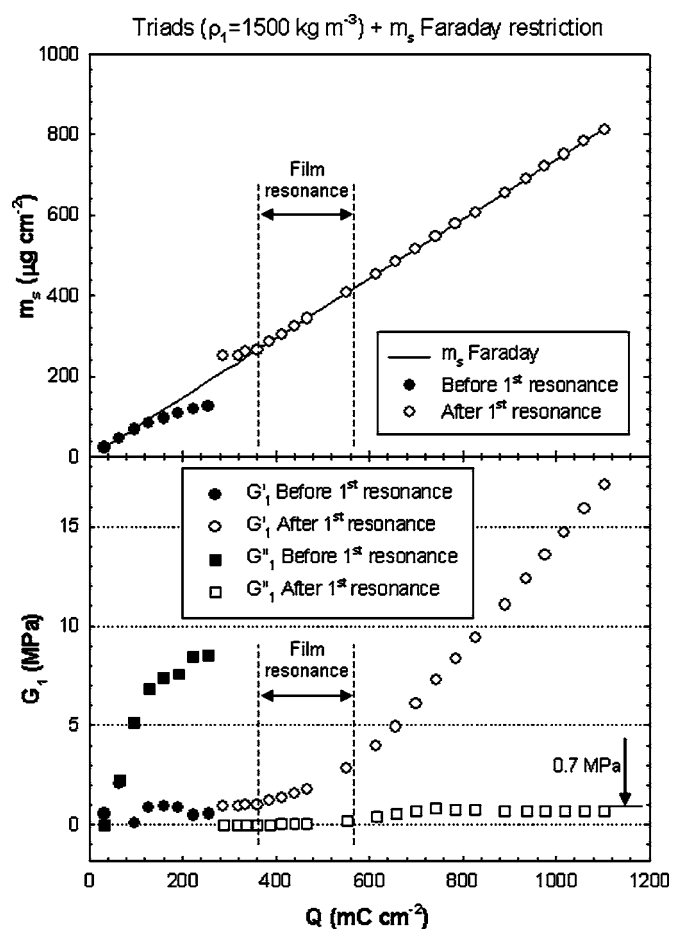 Triads (ρ₁=1500 kg m⁻³) + mₛ Faraday restriction
800
600
400
200
0
mₛ (µg cm⁻²)
Film
resonance
mₛ Faraday
Before 1ˢᵗ resonance
After 1ˢᵗ resonance
G'₁ Before 1ˢᵗ resonance
G'₁ After 1ˢᵗ resonance
G"₁ Before 1ˢᵗ resonance
G"₁ After 1ˢᵗ resonance
15
10
5
0
G₁ (MPa)
Film
resonance
0.7 MPa
0 200 400 600 800 1000 1200
Q (mC cm⁻²)